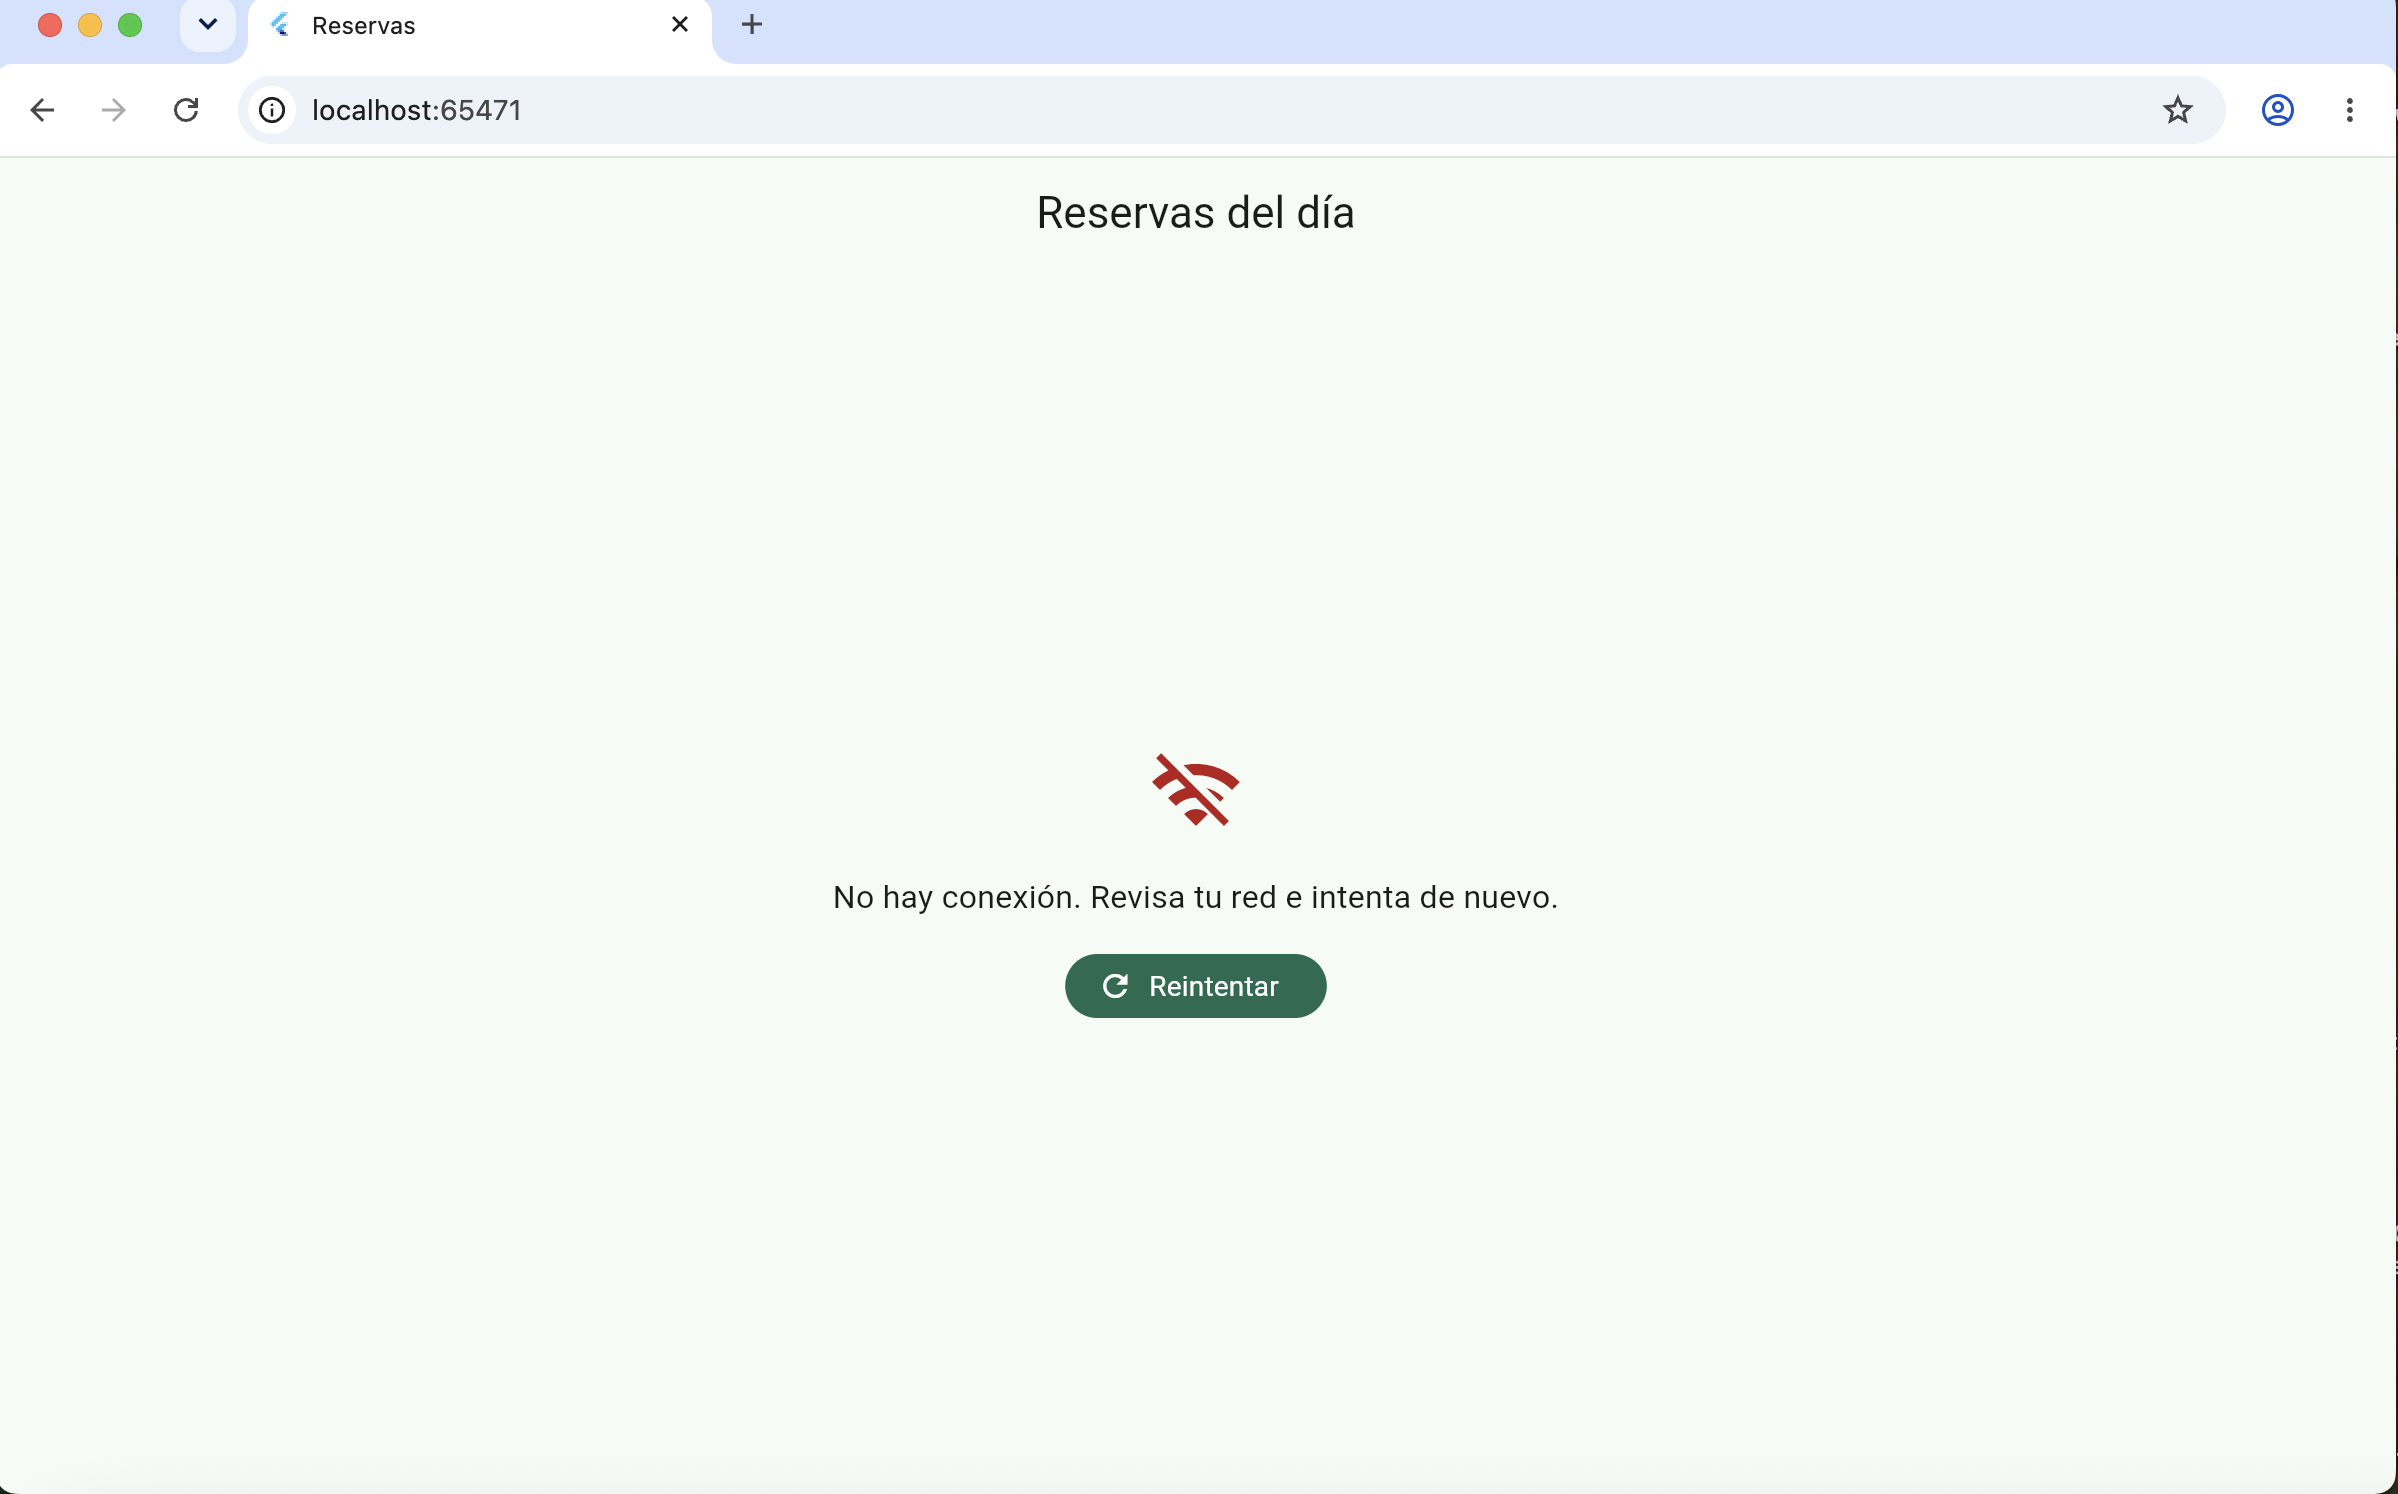 Reservas
localhost:65471
Reservas del día
No hay conexión. Revisa tu red e intenta de nuevo.
Reintentar